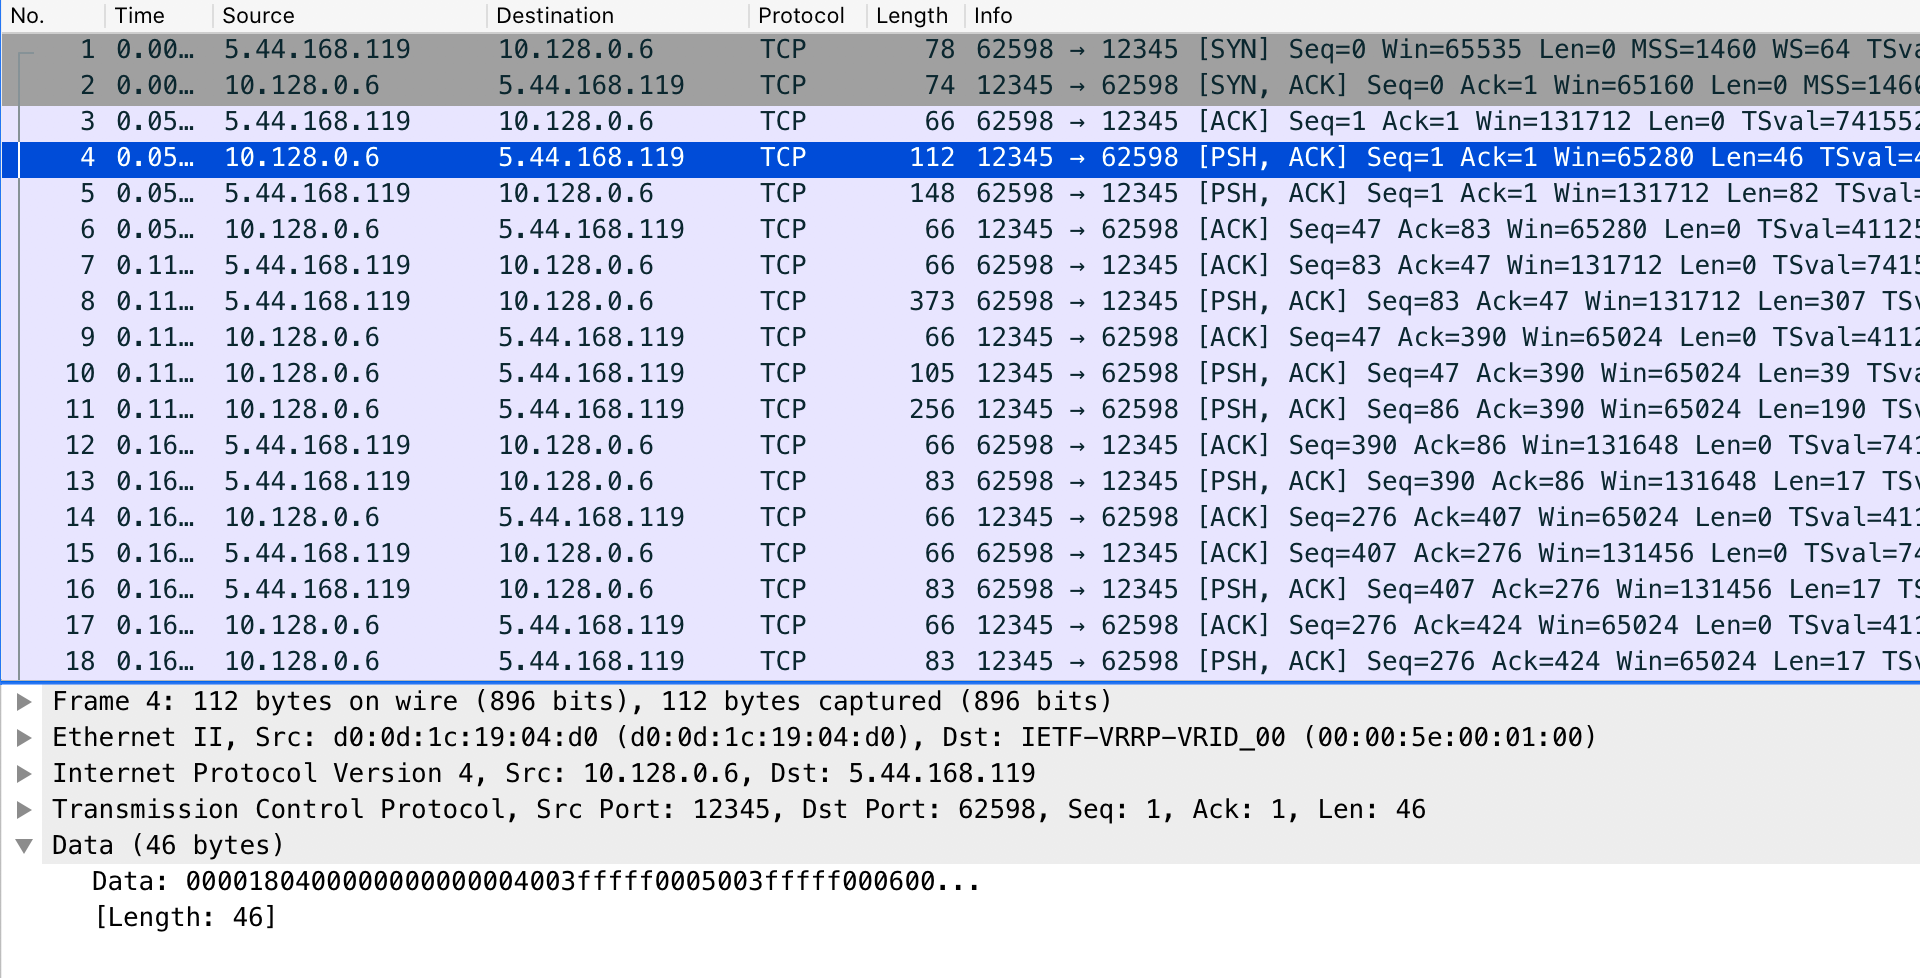 No. Time Source Destination Protocol Length Info
1 0.00… 5.44.168.119 10.128.0.6 TCP 78 62598 → 12345 [SYN] Seq=0 Win=65535 Len=0 MSS=1460 WS=64 TSva
2 0.00… 10.128.0.6 5.44.168.119 TCP 74 12345 → 62598 [SYN, ACK] Seq=0 Ack=1 Win=65160 Len=0 MSS=1460
3 0.05… 5.44.168.119 10.128.0.6 TCP 66 62598 → 12345 [ACK] Seq=1 Ack=1 Win=131712 Len=0 TSval=741552
4 0.05… 10.128.0.6 5.44.168.119 TCP 112 12345 → 62598 [PSH, ACK] Seq=1 Ack=1 Win=65280 Len=46 TSval=4
5 0.05… 5.44.168.119 10.128.0.6 TCP 148 62598 → 12345 [PSH, ACK] Seq=1 Ack=1 Win=131712 Len=82 TSval=
6 0.05… 10.128.0.6 5.44.168.119 TCP 66 12345 → 62598 [ACK] Seq=47 Ack=83 Win=65280 Len=0 TSval=41125
7 0.11… 5.44.168.119 10.128.0.6 TCP 66 62598 → 12345 [ACK] Seq=83 Ack=47 Win=131712 Len=0 TSval=7415
8 0.11… 5.44.168.119 10.128.0.6 TCP 373 62598 → 12345 [PSH, ACK] Seq=83 Ack=47 Win=131712 Len=307 TSv
9 0.11… 10.128.0.6 5.44.168.119 TCP 66 12345 → 62598 [ACK] Seq=47 Ack=390 Win=65024 Len=0 TSval=4112
10 0.11… 10.128.0.6 5.44.168.119 TCP 105 12345 → 62598 [PSH, ACK] Seq=47 Ack=390 Win=65024 Len=39 TSva
11 0.11… 10.128.0.6 5.44.168.119 TCP 256 12345 → 62598 [PSH, ACK] Seq=86 Ack=390 Win=65024 Len=190 TSv
12 0.16… 5.44.168.119 10.128.0.6 TCP 66 62598 → 12345 [ACK] Seq=390 Ack=86 Win=131648 Len=0 TSval=741
13 0.16… 5.44.168.119 10.128.0.6 TCP 83 62598 → 12345 [PSH, ACK] Seq=390 Ack=86 Win=131648 Len=17 TSv
14 0.16… 10.128.0.6 5.44.168.119 TCP 66 12345 → 62598 [ACK] Seq=276 Ack=407 Win=65024 Len=0 TSval=411
15 0.16… 5.44.168.119 10.128.0.6 TCP 66 62598 → 12345 [ACK] Seq=407 Ack=276 Win=131456 Len=0 TSval=74
16 0.16… 5.44.168.119 10.128.0.6 TCP 83 62598 → 12345 [PSH, ACK] Seq=407 Ack=276 Win=131456 Len=17 TS
17 0.16… 10.128.0.6 5.44.168.119 TCP 66 12345 → 62598 [ACK] Seq=276 Ack=424 Win=65024 Len=0 TSval=411
18 0.16… 10.128.0.6 5.44.168.119 TCP 83 12345 → 62598 [PSH, ACK] Seq=276 Ack=424 Win=65024 Len=17 TSv
Frame 4: 112 bytes on wire (896 bits), 112 bytes captured (896 bits)
Ethernet II, Src: d0:0d:1c:19:04:d0 (d0:0d:1c:19:04:d0), Dst: IETF-VRRP-VRID_00 (00:00:5e:00:01:00)
Internet Protocol Version 4, Src: 10.128.0.6, Dst: 5.44.168.119
Transmission Control Protocol, Src Port: 12345, Dst Port: 62598, Seq: 1, Ack: 1, Len: 46
Data (46 bytes)
Data: 0000180400000000000004003fffff0005003fffff000600...
[Length: 46]